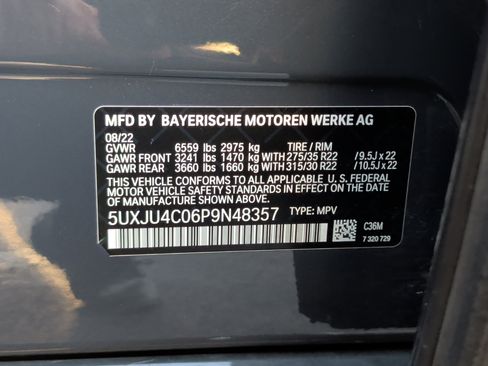 MFD BY BAYERISCHE MOTOREN WERKE AG
08/22
GVWR 6559 lbs 2975 kg TIRE / RIM
GAWR FRONT 3241 lbs 1470 kg WITH 275/35 R22 / 9.5J x 22
GAWR REAR 3660 lbs 1660 kg WITH 315/30 R22 / 10.5J x 22
THIS VEHICLE CONFORMS TO ALL APPLICABLE U.S. FEDERAL
MOTOR VEHICLE SAFETY STANDARDS IN EFFECT ON THE DATE
OF MANUFACTURE SHOWN ABOVE.
5UXJU4C06P9N48357 TYPE: MPV
C36M
7 320 729